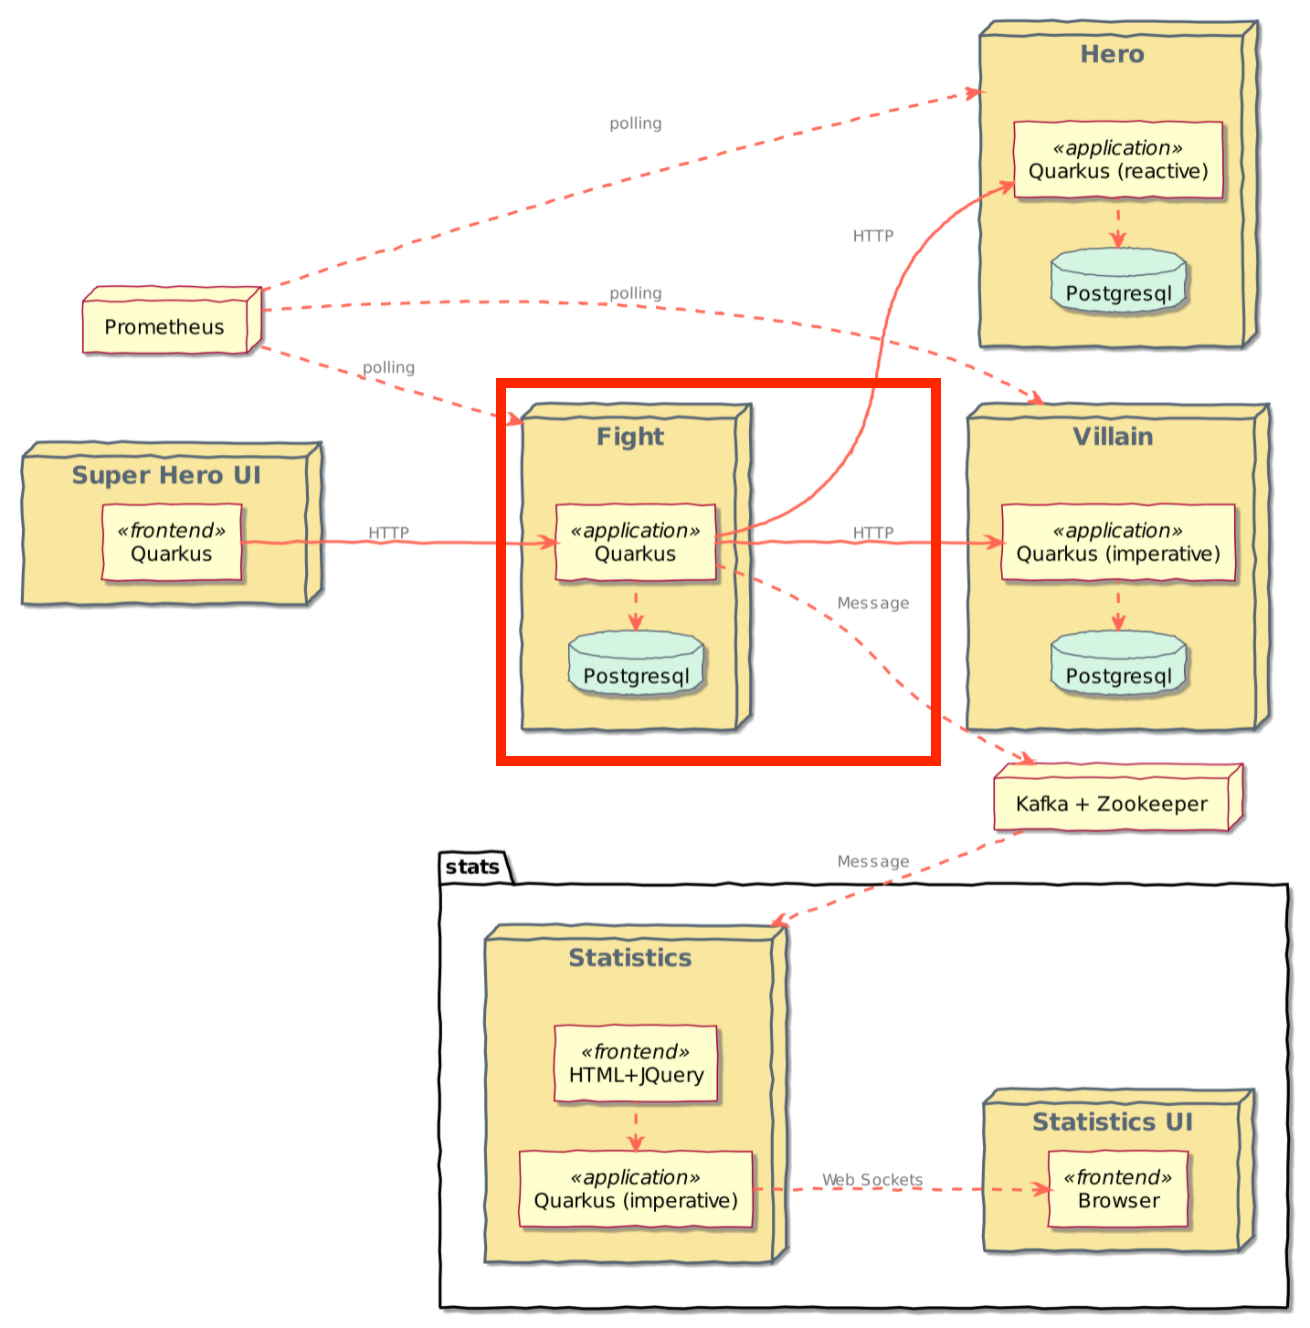 Hero
«application»
Quarkus (reactive)
Postgresql
polling
HTTP
polling
Prometheus
polling
Super Hero UI
«frontend»
Quarkus
HTTP
Fight
«application»
Quarkus
Postgresql
HTTP
Message
Villain
«application»
Quarkus (imperative)
Postgresql
Kafka + Zookeeper
Message
stats
Statistics
«frontend»
HTML+JQuery
«application»
Quarkus (imperative)
Web Sockets
Statistics UI
«frontend»
Browser